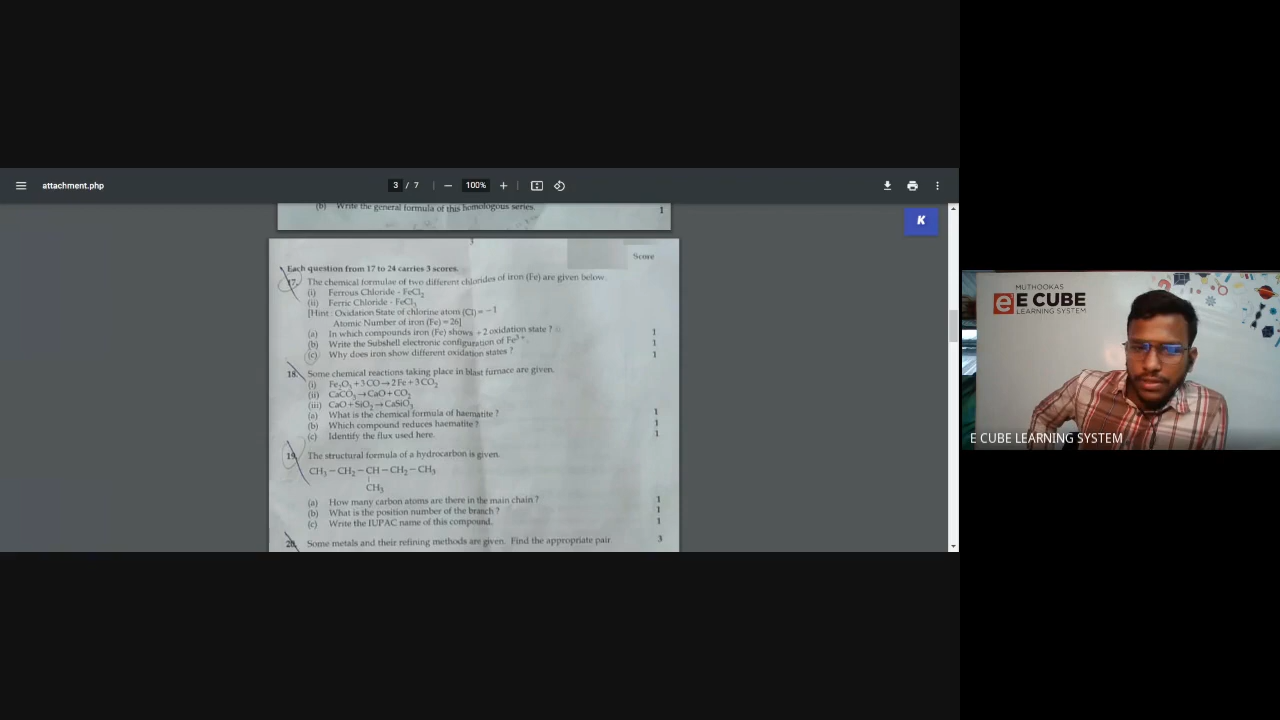 attachment.php
3 / 7
100%
K
(b) Write the general formula of this homologous series. 1
3
Score
Each question from 17 to 24 carries 3 scores.
17. The chemical formulae of two different chlorides of iron (Fe) are given below.
(i) Ferrous Chloride - FeCl₂
(ii) Ferric Chloride - FeCl₃
[Hint : Oxidation State of chlorine atom (Cl) = −1
Atomic Number of iron (Fe) = 26]
(a) In which compounds iron (Fe) shows +2 oxidation state ? 1
(b) Write the Subshell electronic configuration of Fe³⁺. 1
(c) Why does iron show different oxidation states ? 1
18. Some chemical reactions taking place in blast furnace are given.
(i) Fe₂O₃ + 3 CO → 2 Fe + 3 CO₂
(ii) CaCO₃ → CaO + CO₂
(iii) CaO + SiO₂ → CaSiO₃
(a) What is the chemical formula of haematite ? 1
(b) Which compound reduces haematite ? 1
(c) Identify the flux used here. 1
19. The structural formula of a hydrocarbon is given.
CH₃ − CH₂ − CH − CH₂ − CH₃
|
CH₃
(a) How many carbon atoms are there in the main chain ? 1
(b) What is the position number of the branch ? 1
(c) Write the IUPAC name of this compound. 1
20. Some metals and their refining methods are given. Find the appropriate pair. 3
MUTHOOKAS
e E CUBE
LEARNING SYSTEM
E CUBE LEARNING SYSTEM